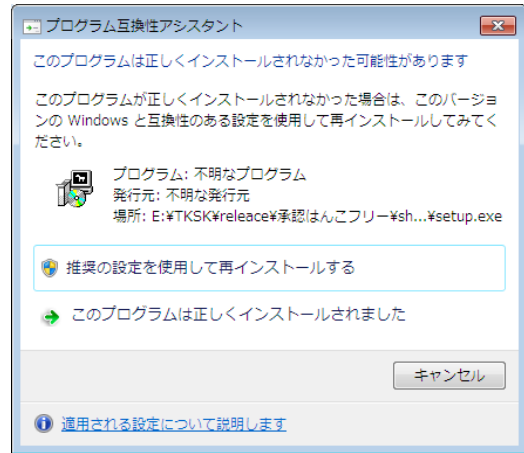 プログラム互換性アシスタント
このプログラムは正しくインストールされなかった可能性があります
このプログラムが正しくインストールされなかった場合は、このバージョ
ンの Windows と互換性のある設定を使用して再インストールしてみてく
ださい。
プログラム: 不明なプログラム
発行元: 不明な発行元
場所: E:¥TKSK¥releace¥承認はんこフリー¥sh...¥setup.exe
推奨の設定を使用して再インストールする
このプログラムは正しくインストールされました
キャンセル
適用される設定について説明します